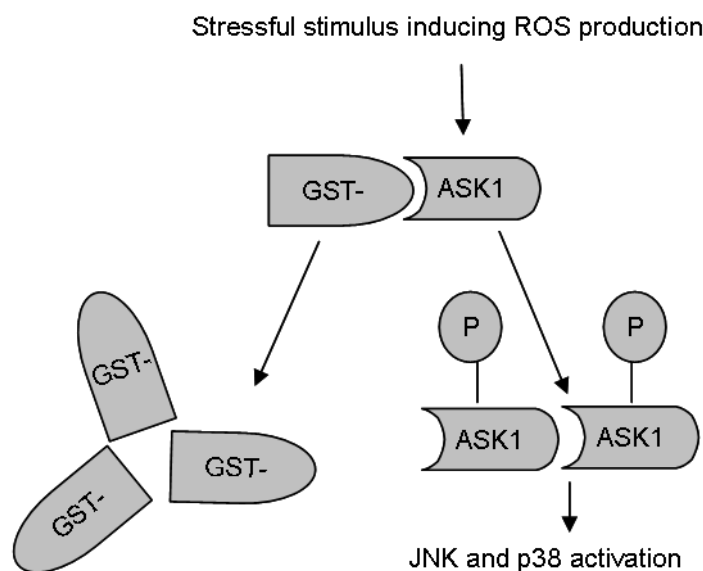 Stressful stimulus inducing ROS production
GST-
ASK1
P
P
GST-
ASK1
ASK1
GST-
GST-
JNK and p38 activation